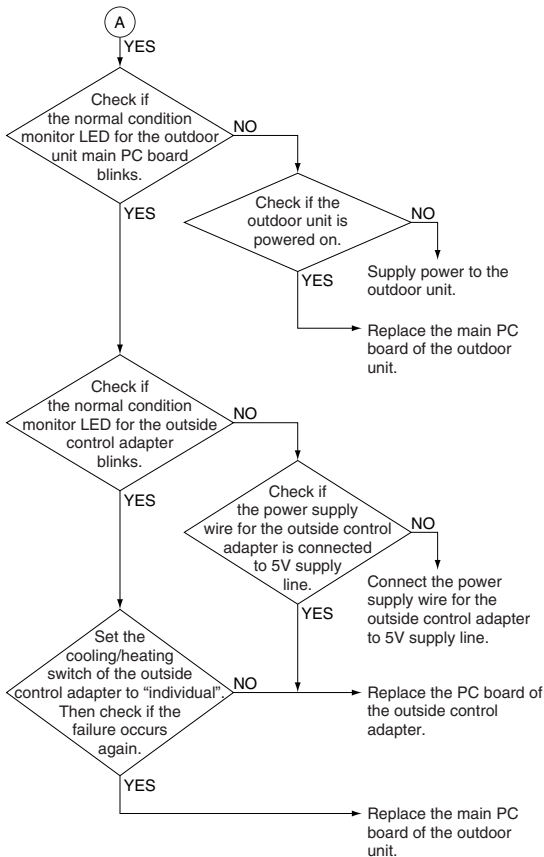 A
YES
Check if
the normal condition
monitor LED for the outdoor
unit main PC board
blinks.
NO
YES
Check if the
outdoor unit is
powered on.
NO
YES
Supply power to the
outdoor unit.
Replace the main PC
board of the outdoor
unit.
Check if
the normal condition
monitor LED for the outside
control adapter
blinks.
NO
YES
Check if
the power supply
wire for the outside control
adapter is connected
to 5V supply
line.
NO
YES
Connect the power
supply wire for the
outside control adapter
to 5V supply line.
Set the
cooling/heating
switch of the outside
control adapter to “individual”.
Then check if the
failure occurs
again.
NO
YES
Replace the PC board of
the outside control
adapter.
Replace the main PC
board of the outdoor
unit.